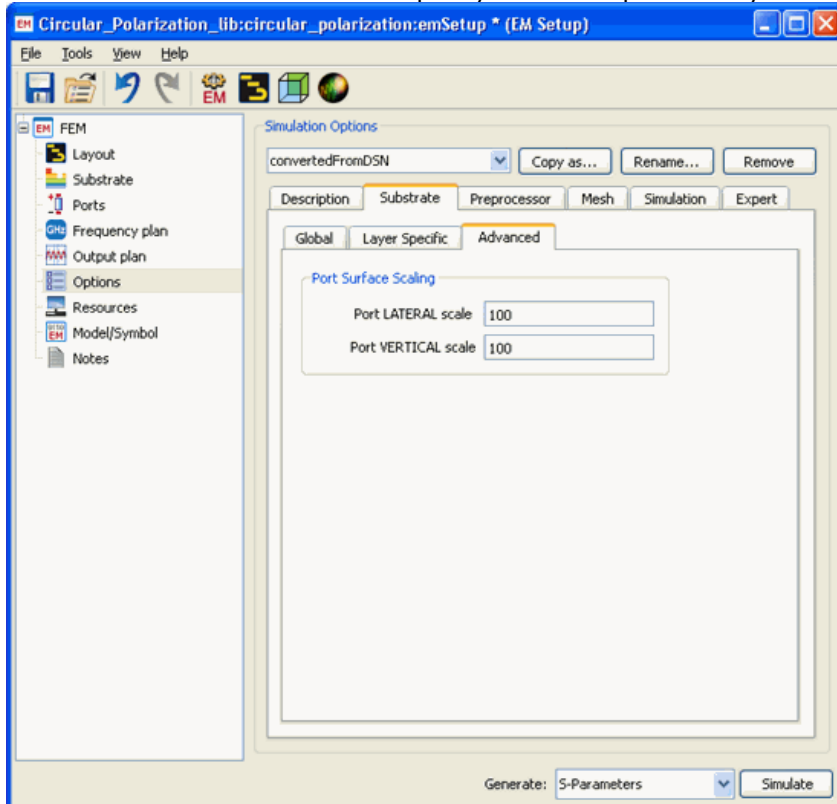 Circular_Polarization_lib:circular_polarization:emSetup * (EM Setup)
File Tools View Help
EM
FEM
Layout
Substrate
Ports
Frequency plan
Output plan
Options
Resources
Model/Symbol
Notes
Simulation Options
convertedFromDSN Copy as... Rename... Remove
Description Substrate Preprocessor Mesh Simulation Expert
Global Layer Specific Advanced
Port Surface Scaling
Port LATERAL scale 100
Port VERTICAL scale 100
Generate: S-Parameters Simulate